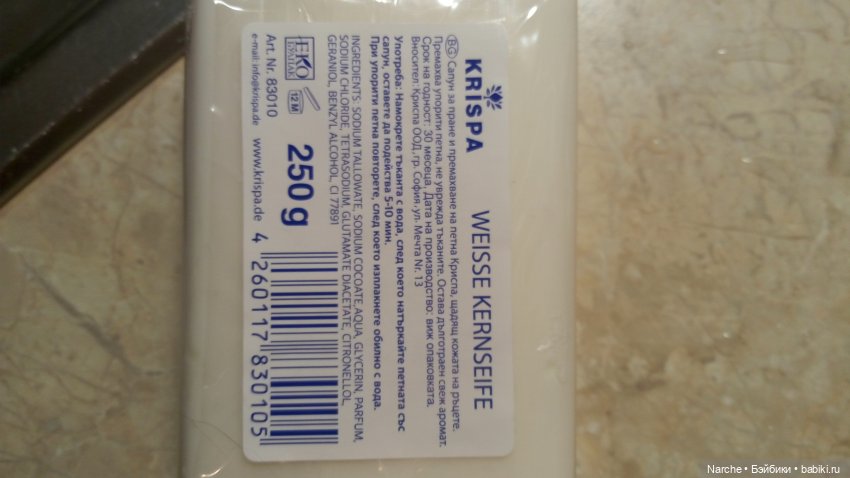 KRISPA
WEISSE KERNSEIFE
BG Сапун за пране и премахване на петна Криспа, щадящ кожата на ръцете.
Премахва упорити петна, не уврежда тъканите. Остава дълготраен свеж аромат.
Срок на годност: 30 месеца. Дата на производство: виж опаковката.
Вносител: Криспа ООД, гр. София, ул. Мечта Nr. 13
Употреба: Намокрете тъканта с вода, след което натъркайте петната със
сапун, оставете да подейства 5-10 мин.
При упорити петна повторете, след което изплакнете обилно с вода.
INGREDIENTS: SODIUM TALLOWATE, SODIUM COCOATE, AQUA, GLYCERIN, PARFUM,
SODIUM CHLORIDE, TETRASODIUM, GLUTAMATE DIACETATE, CITRONELLOL,
GERANIOL, BENZYL ALCOHOL, CI 77891
EKO
12 M
250 g
Art. Nr. 83010
e-mail: info@krispa.de
www.krispa.de
4 260117 830105
Narche • Бэйбики • babiki.ru